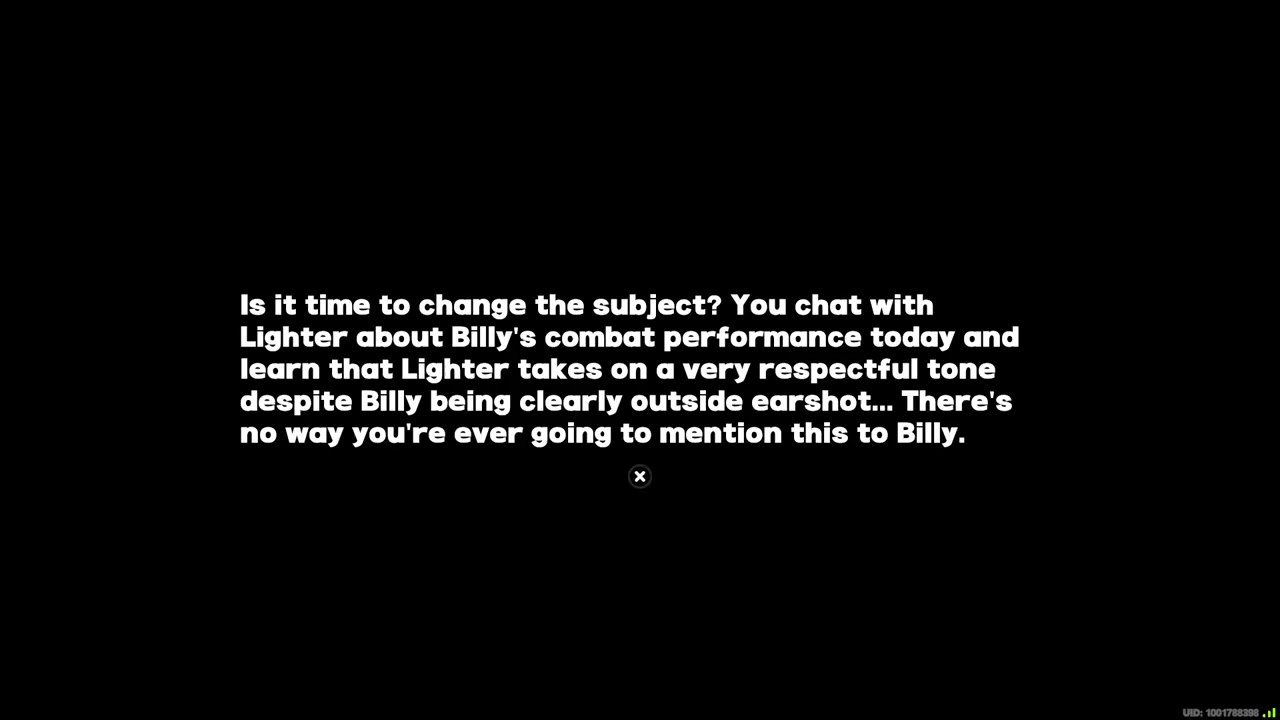 Is it time to change the subject? You chat with
Lighter about Billy's combat performance today and
learn that Lighter takes on a very respectful tone
despite Billy being clearly outside earshot... There's
no way you're ever going to mention this to Billy.
UID: 1001788398